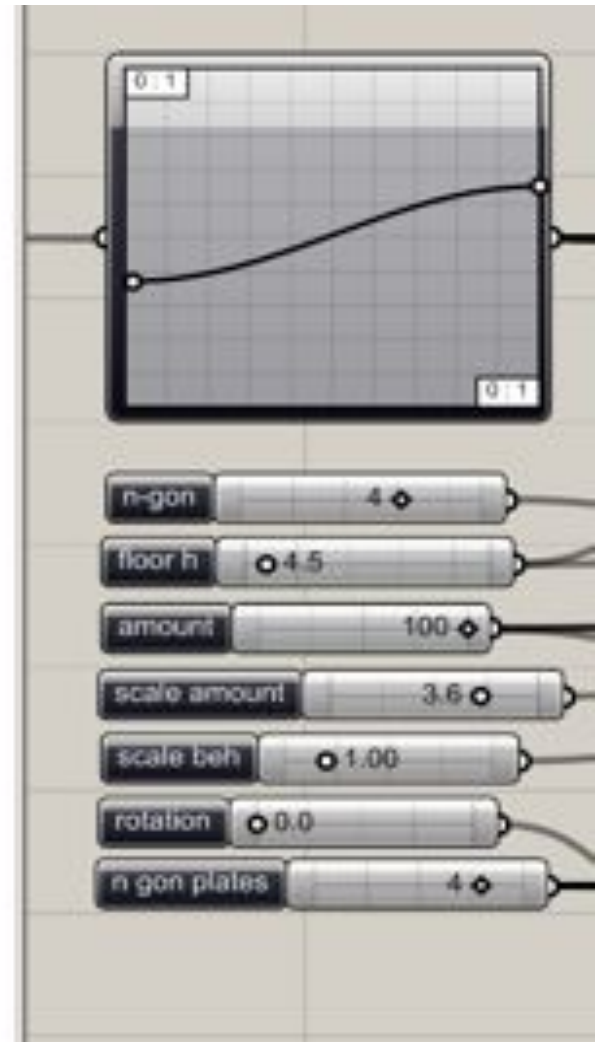 0 : 1
0 : 1
n-gon 4
floor h 4.5
amount 100
scale amount 3.6
scale beh 1.00
rotation 0.0
n gon plates 4